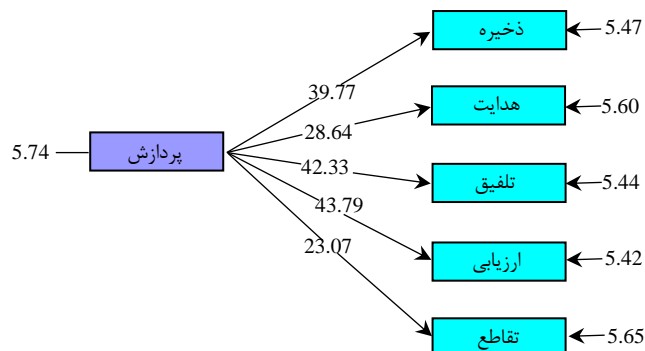 ذخیره
5.47
39.77
هدایت
5.60
28.64
5.74
پردازش
42.33
تلفیق
5.44
43.79
23.07
ارزیابی
5.42
تقاطع
5.65